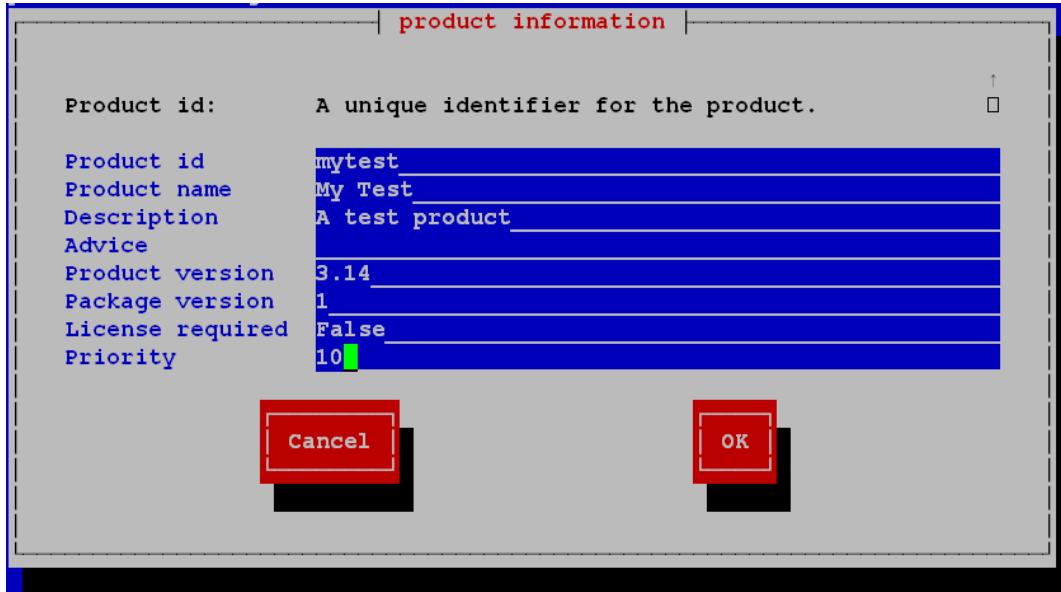 product information
Product id: A unique identifier for the product.
Product id mytest
Product name My Test
Description A test product
Advice
Product version 3.14
Package version 1
License required False
Priority 10
Cancel OK